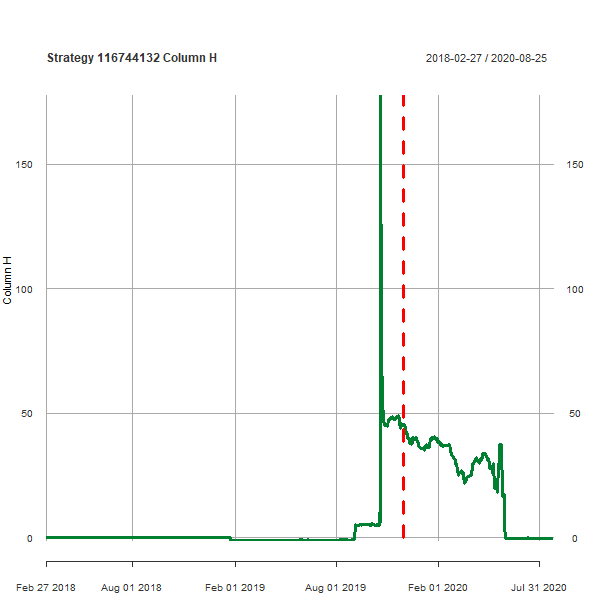 Strategy 116744132 Column H
2018-02-27 / 2020-08-25
150
150
100
100
Column H
50
50
0
0
Feb 27 2018
Aug 01 2018
Feb 01 2019
Aug 01 2019
Feb 01 2020
Jul 31 2020